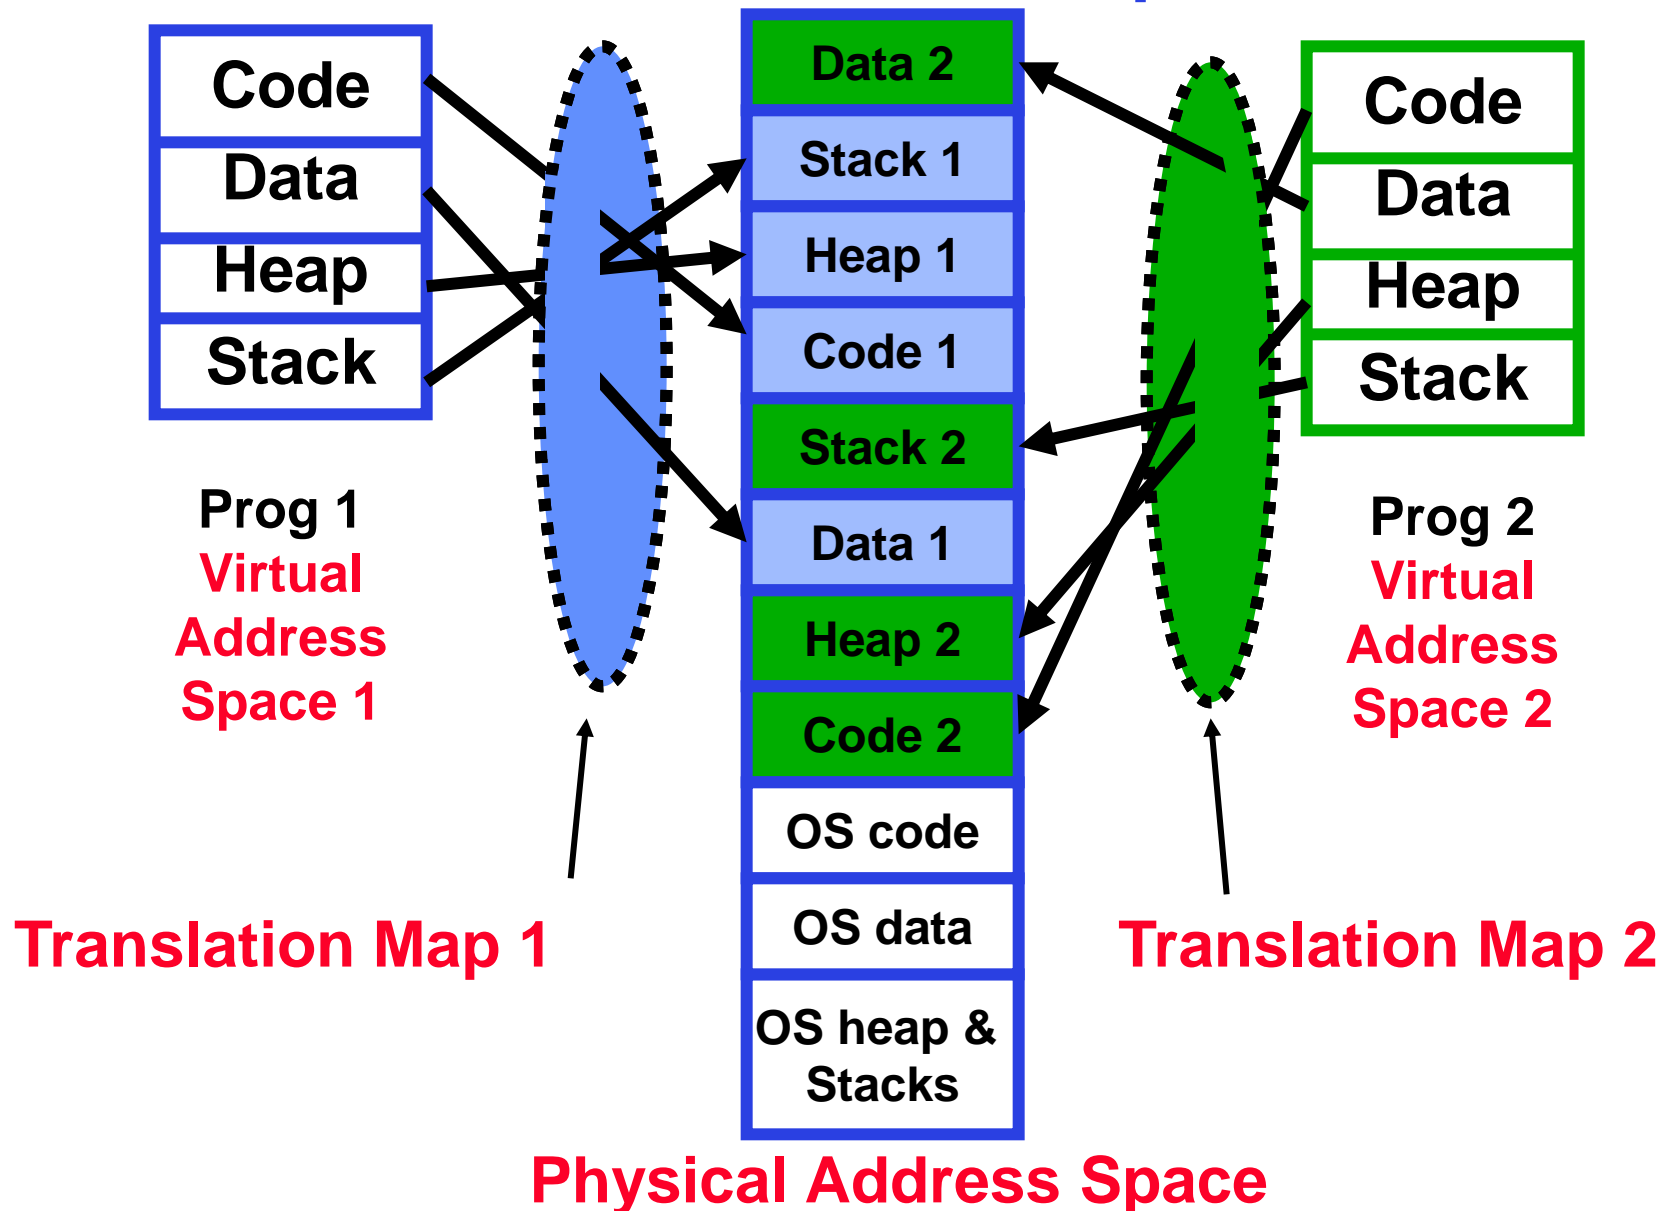 Code
Data
Heap
Stack
Prog 1
Virtual
Address
Space 1
Translation Map 1
Data 2
Stack 1
Heap 1
Code 1
Stack 2
Data 1
Heap 2
Code 2
OS code
OS data
OS heap &
Stacks
Physical Address Space
Code
Data
Heap
Stack
Prog 2
Virtual
Address
Space 2
Translation Map 2